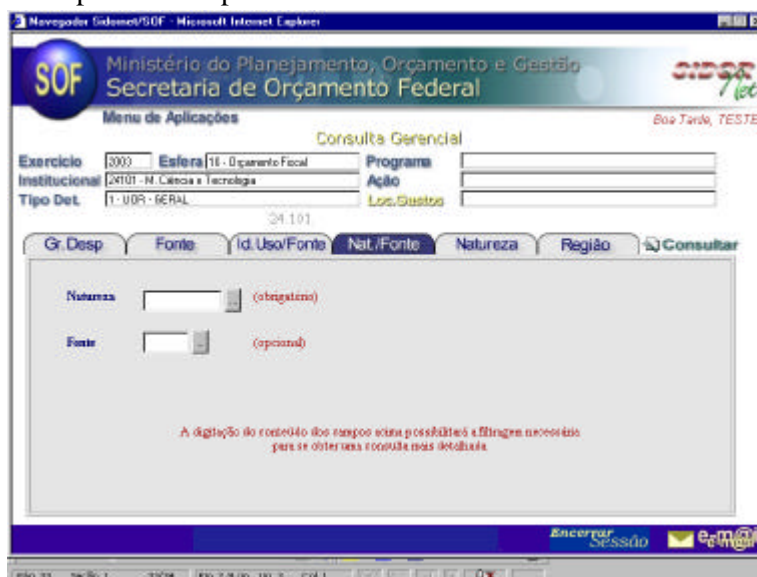 Navegador Sidornet/SOF - Microsoft Internet Explorer
SOF
Ministério do Planejamento, Orçamento e Gestão
Secretaria de Orçamento Federal
SIDOR
Net
Menu de Aplicações
Boa Tarde, TESTE
Consulta Gerencial
Exercício 2003 Esfera 10 - Orçamento Fiscal Programa
Institucional 24101 - M. Ciência e Tecnologia Ação
Tipo Det. 1 - UOR - GERAL Loc.Gastos
24.101.
Gr.Desp Fonte Id.Uso/Fonte Nat./Fonte Natureza Região Consultar
Natureza ... (obrigatório)
Fonte ... (opcional)
A digitação do conteúdo dos campos acima possibilitará a filtragem necessária
para se obter uma consulta mais detalhada
Encerrar
Sessão
e-m@i